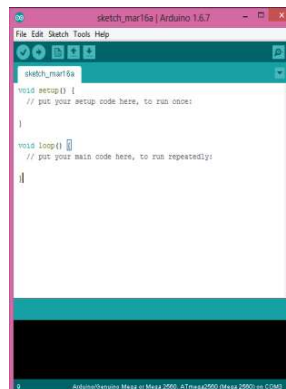 sketch_mar16a | Arduino 1.6.7
File Edit Sketch Tools Help
sketch_mar16a
void setup() {
// put your setup code here, to run once:
}
void loop() {
// put your main code here, to run repeatedly:
}
9
Arduino/Genuino Mega or Mega 2560, ATmega2560 (Mega 2560) on COM3